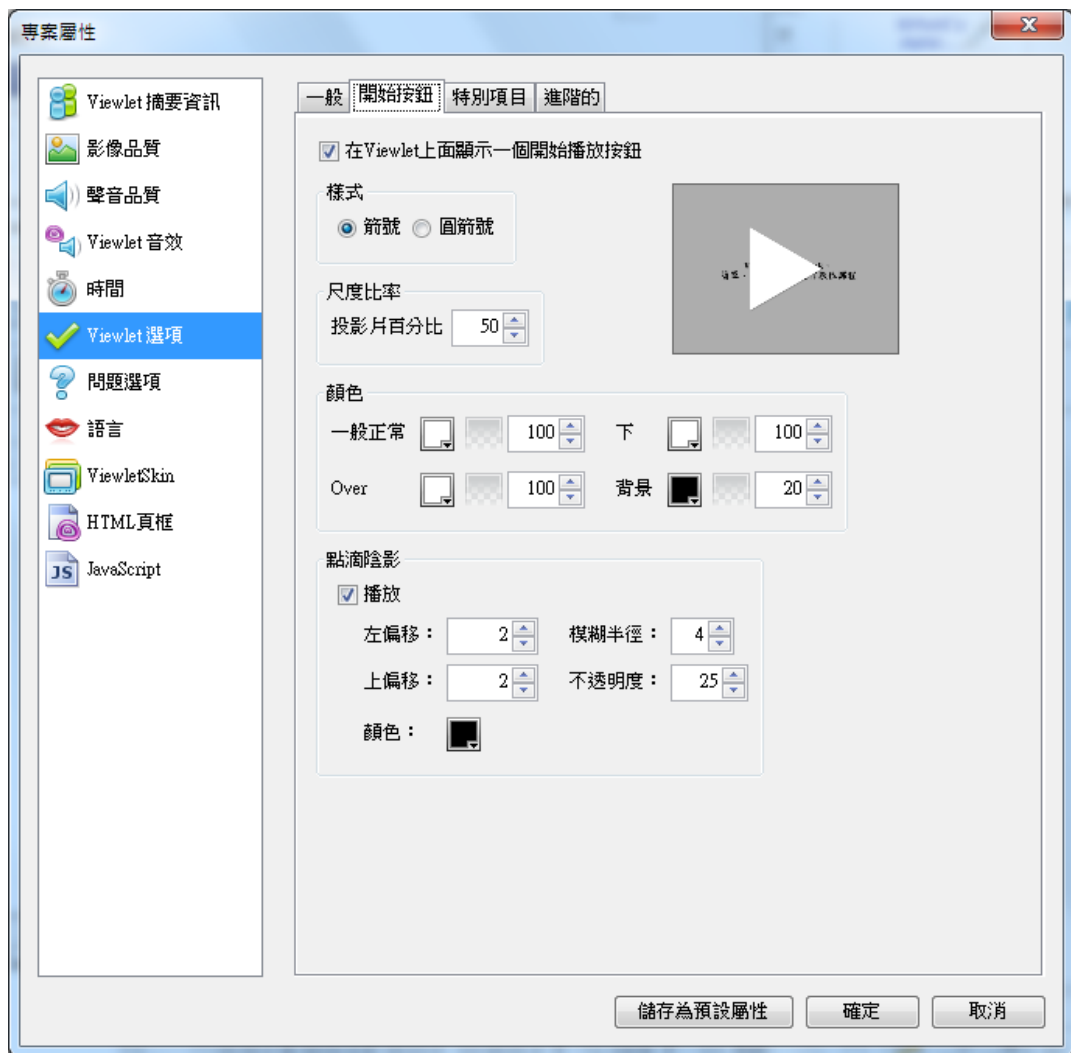 專案屬性
Viewlet 摘要資訊
影像品質
聲音品質
Viewlet 音效
時間
Viewlet 選項
問題選項
語言
ViewletSkin
HTML頁框
JS JavaScript
一般 開始按鈕 特別項目 進階的
在Viewlet上面顯示一個開始播放按鈕
樣式
箭號 圓箭號
尺度比率
投影片百分比 50
顏色
一般正常 100 下 100
Over 100 背景 20
點滴陰影
播放
左偏移： 2 模糊半徑： 4
上偏移： 2 不透明度： 25
顏色：
儲存為預設屬性 確定 取消